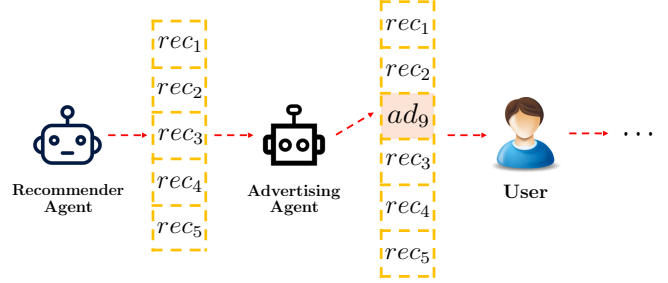 rec₁
rec₂
rec₃
rec₄
rec₅
Recommender
Agent
Advertising
Agent
rec₁
rec₂
ad₉
rec₃
rec₄
rec₅
User
...